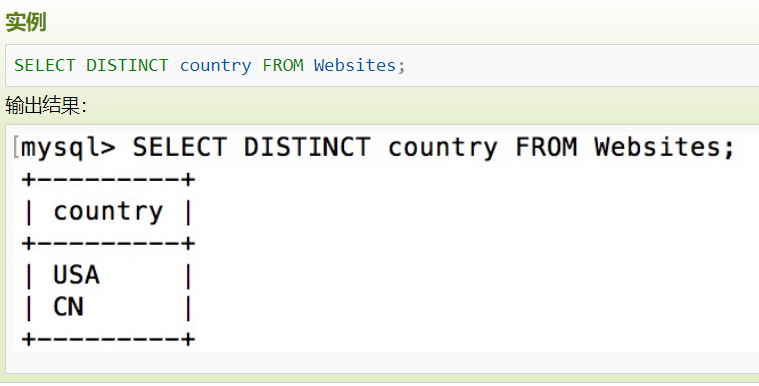 实例
SELECT DISTINCT country FROM Websites;
输出结果:
[mysql> SELECT DISTINCT country FROM Websites;
+---------+
| country |
+---------+
| USA     |
| CN      |
+---------+